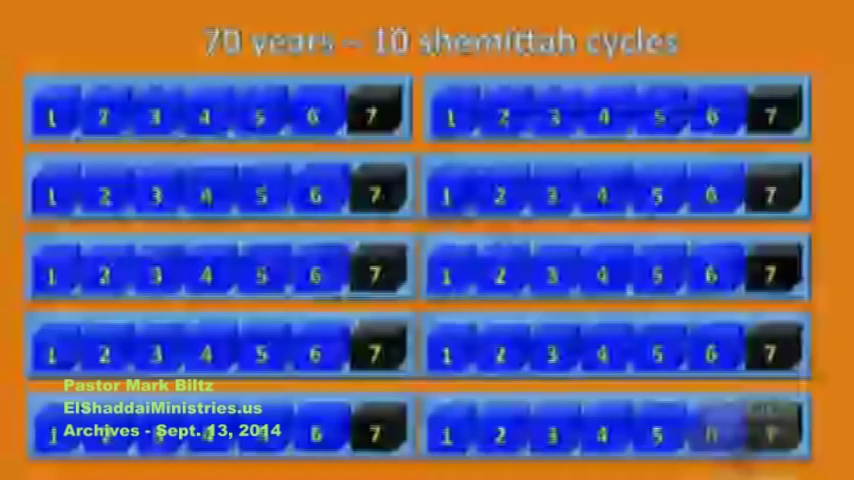 70 years – 10 shemittah cycles
1 2 3 4 5 6 7 1 2 3 4 5 6 7
1 2 3 4 5 6 7 1 2 3 4 5 6 7
1 2 3 4 5 6 7 1 2 3 4 5 6 7
1 2 3 4 5 6 7 1 2 3 4 5 6 7
Pastor Mark Biltz
ElShaddaiMinistries.us
Archives - Sept. 13, 2014
1 6 7 1 2 3 4 5